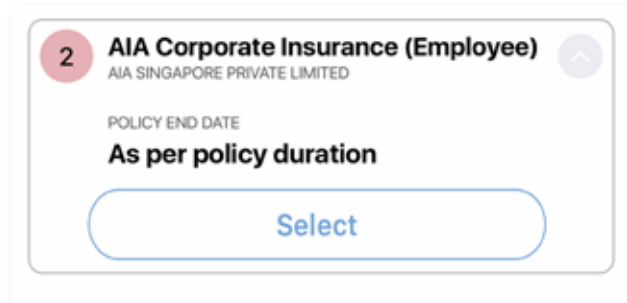 2
AIA Corporate Insurance (Employee)
AIA SINGAPORE PRIVATE LIMITED
POLICY END DATE
As per policy duration
Select